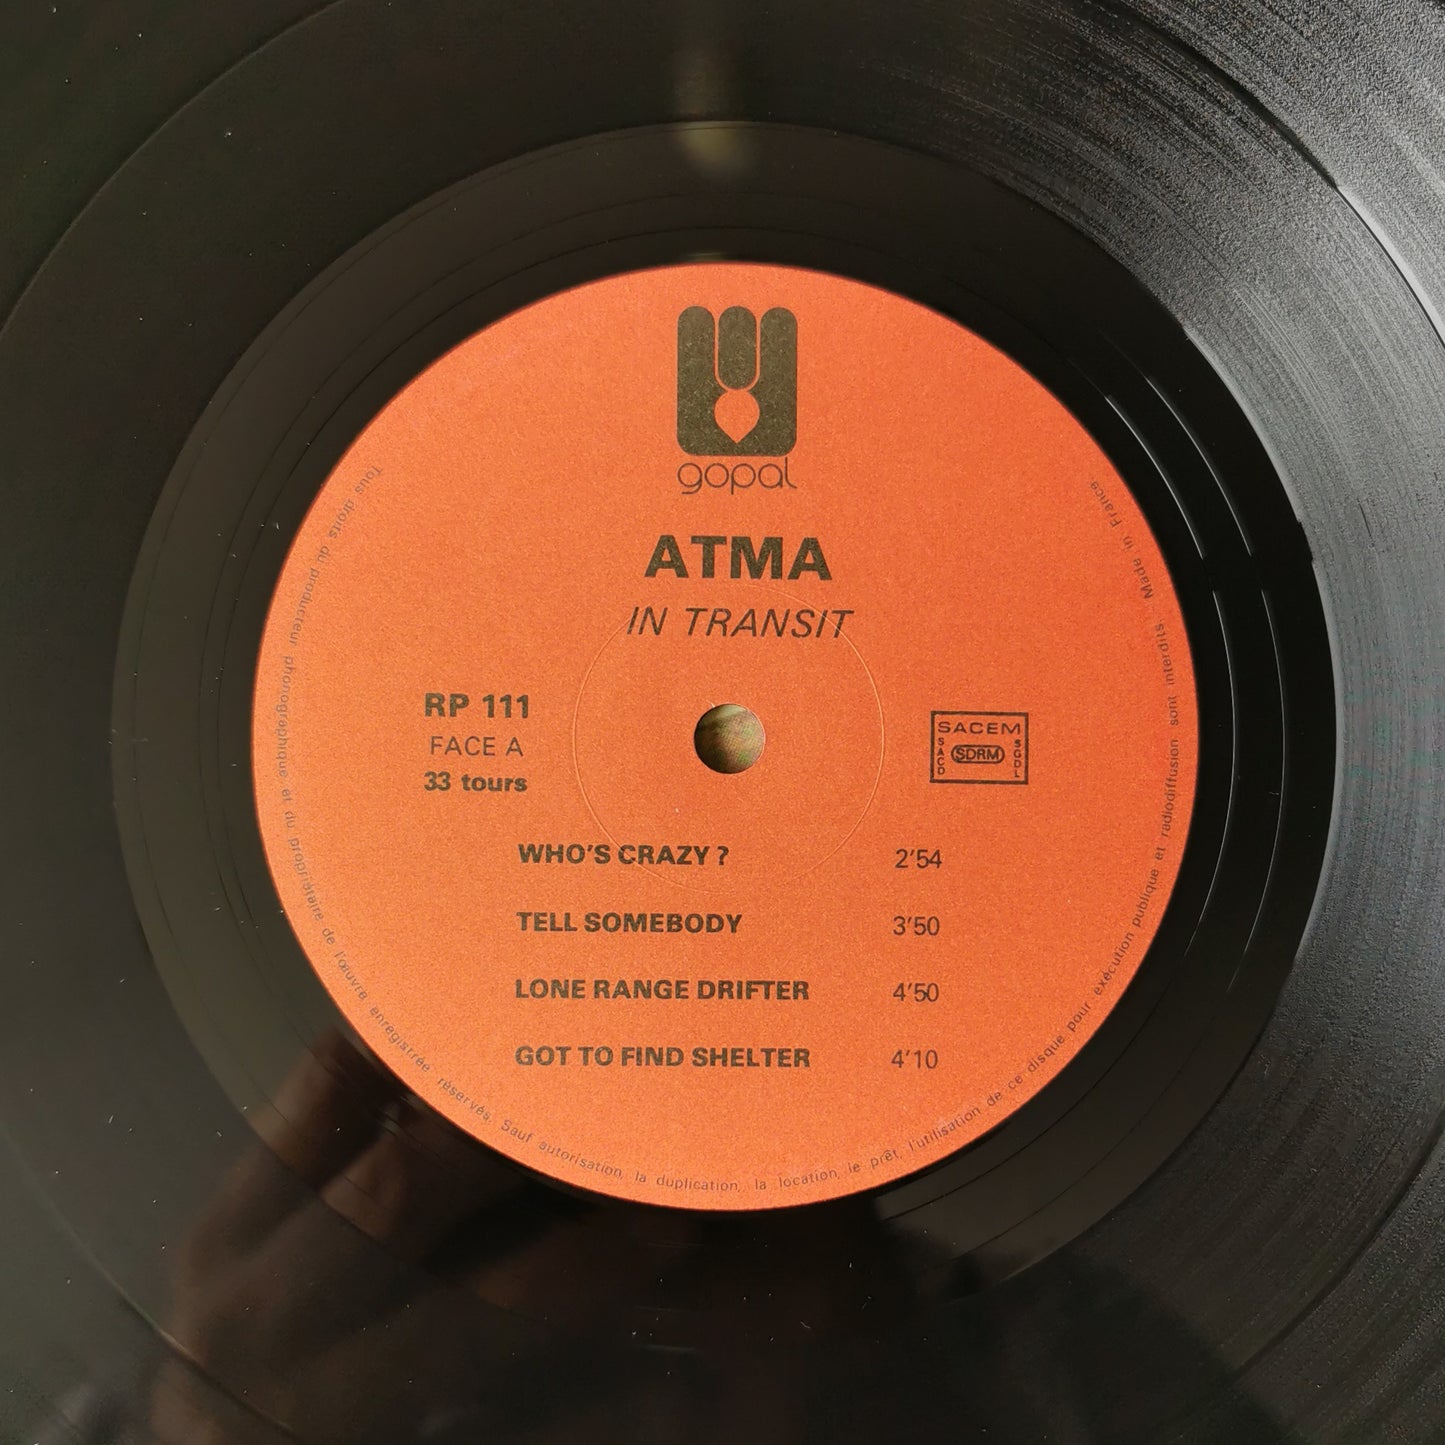 gopal
ATMA
IN TRANSIT
RP 111
FACE A
33 tours
SACEM
SACD
SDRM
SGDL
WHO'S CRAZY ? 2'54
TELL SOMEBODY 3'50
LONE RANGE DRIFTER 4'50
GOT TO FIND SHELTER 4'10
Tous droits du producteur phonographique et du propriétaire de l'œuvre enregistrée réservés. Sauf autorisation, la duplication, la location, le prêt, l'utilisation de ce disque pour exécution publique et radiodiffusion sont interdits. Made in France.